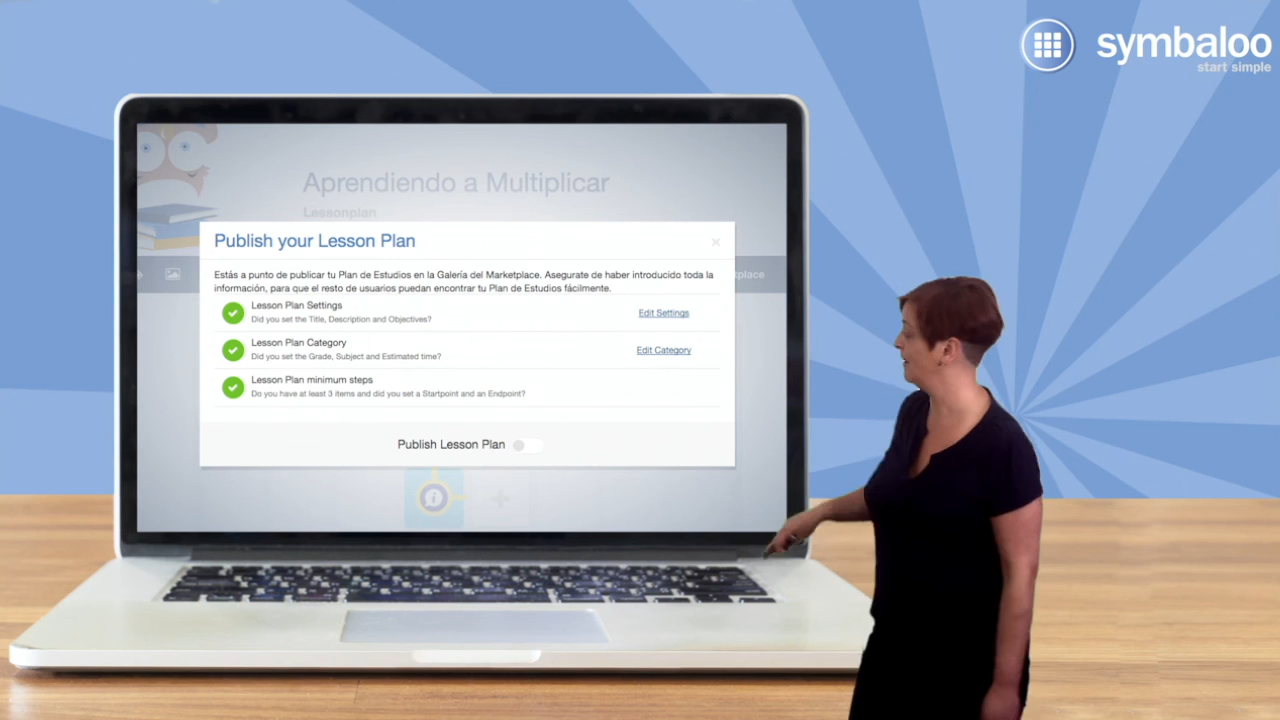 symbaloo
start simple
Aprendiendo a Multiplicar
Lessonplan
Publish your Lesson Plan
Estás a punto de publicar tu Plan de Estudios en la Galería del Marketplace. Asegurate de haber introducido toda la
información, para que el resto de usuarios puedan encontrar tu Plan de Estudios fácilmente.
Lesson Plan Settings
Did you set the Title, Description and Objectives?
Edit Settings
Lesson Plan Category
Did you set the Grade, Subject and Estimated time?
Edit Category
Lesson Plan minimum steps
Do you have at least 3 items and did you set a Startpoint and an Endpoint?
Publish Lesson Plan